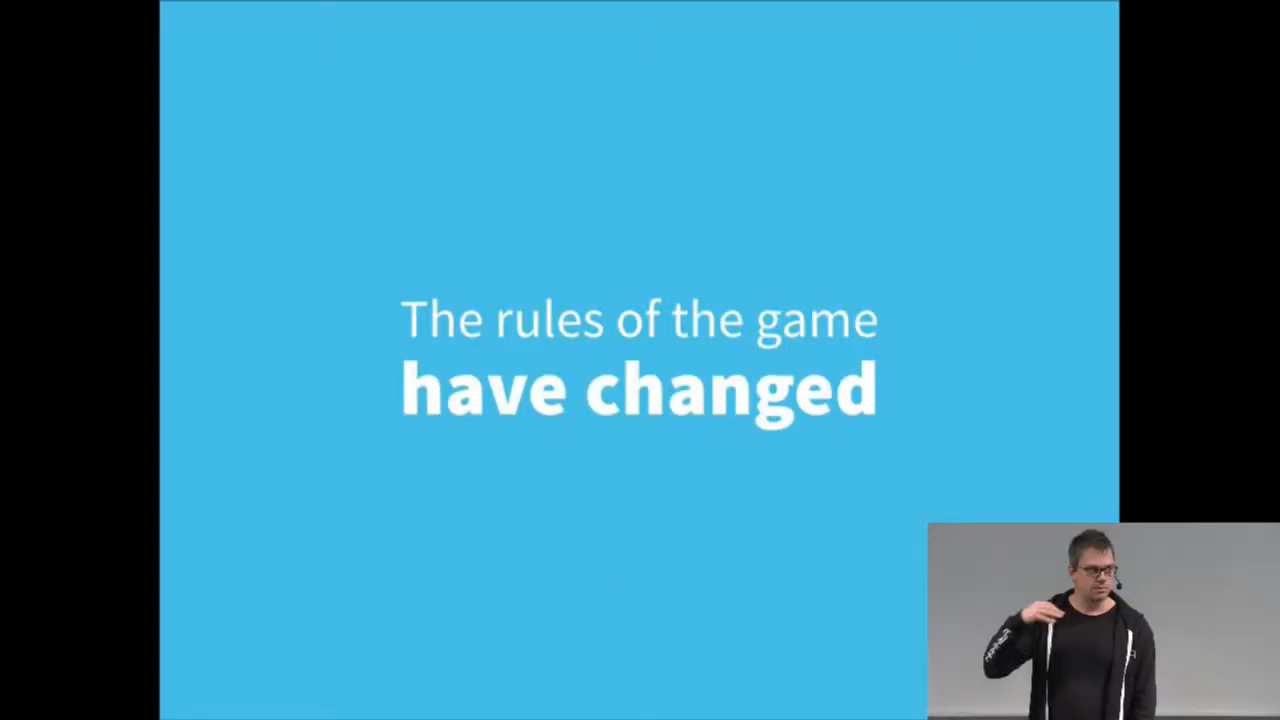 The rules of the game
have changed